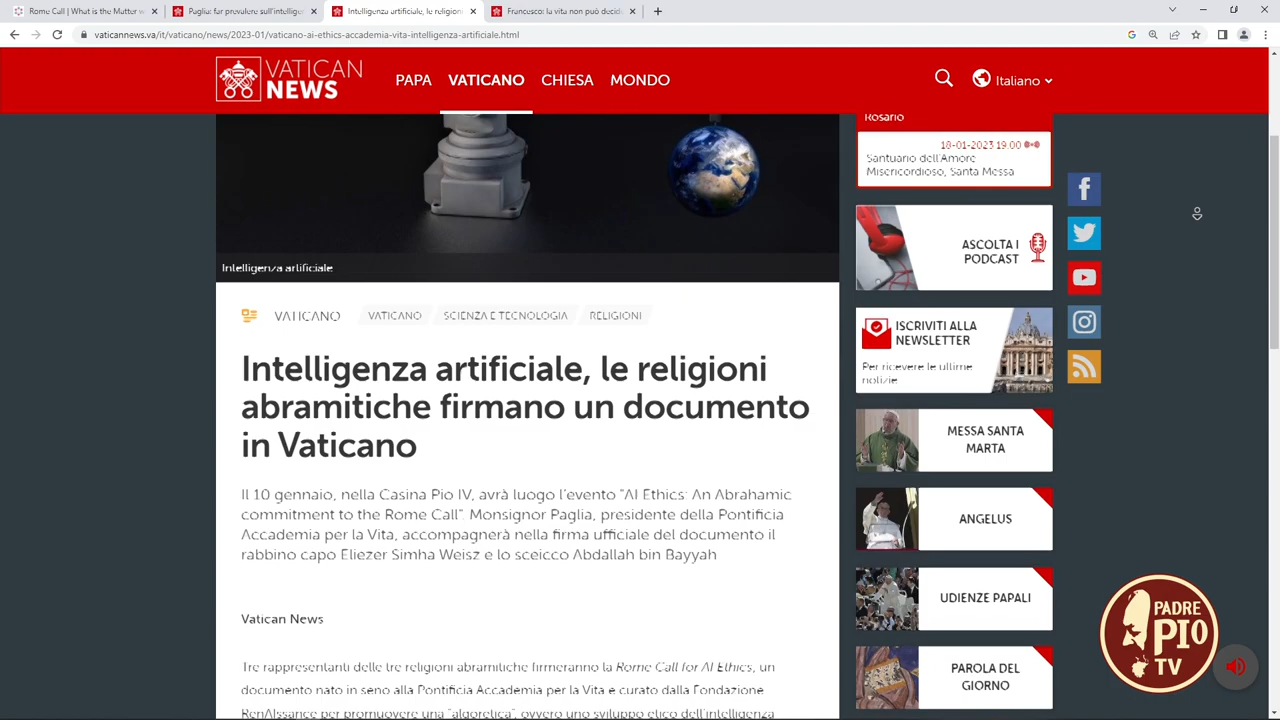 Rome Call | What is the Matter w
Paglia: far prevalere sull'intellige
Intelligenza artificiale, le religioni
Francesco: la vita non può decid
vaticannews.va/it/vaticano/news/2023-01/vaticano-ai-ethics-accademia-vita-intelligenza-artificiale.html
VATICAN
NEWS
PAPA
VATICANO
CHIESA
MONDO
Italiano
Intelligenza artificiale
VATICANO
VATICANO
SCIENZA E TECNOLOGIA
RELIGIONI
Intelligenza artificiale, le religioni
abramitiche firmano un documento
in Vaticano
Il 10 gennaio, nella Casina Pio IV, avrà luogo l'evento "AI Ethics: An Abrahamic
commitment to the Rome Call". Monsignor Paglia, presidente della Pontificia
Accademia per la Vita, accompagnerà nella firma ufficiale del documento il
rabbino capo Eliezer Simha Weisz e lo sceicco Abdallah bin Bayyah
Vatican News
Tre rappresentanti delle tre religioni abramitiche firmeranno la Rome Call for AI Ethics, un
documento nato in seno alla Pontificia Accademia per la Vita e curato dalla Fondazione
RenAIssance per promuovere una "algoretica", ovvero uno sviluppo etico dell'intelligenza
Rosario
18-01-2023 19.00
Santuario dell'Amore
Misericordioso, Santa Messa
ASCOLTA I
PODCAST
ISCRIVITI ALLA
NEWSLETTER
Per ricevere le ultime
notizie
MESSA SANTA
MARTA
ANGELUS
UDIENZE PAPALI
PAROLA DEL
GIORNO
PADRE
PIO
TV